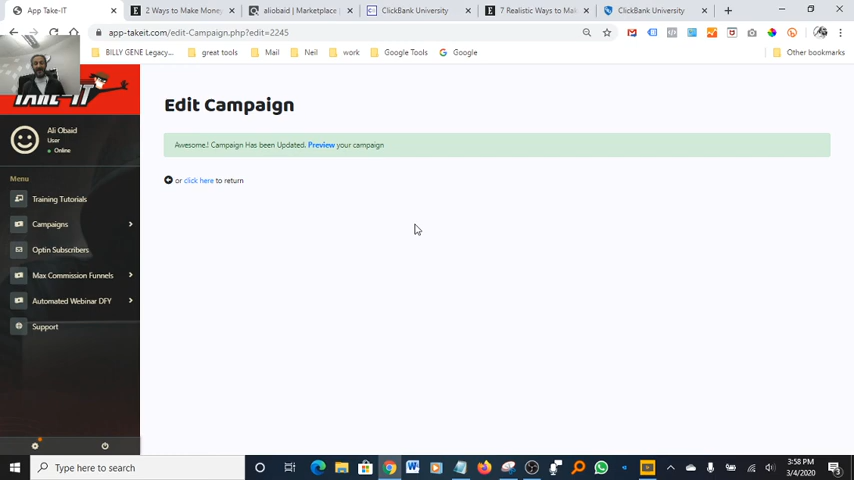 App Take-IT
2 Ways to Make Mone
aliobaid | Marketplace
ClickBank University
7 Realistic Ways to Ma
ClickBank University
app-takeit.com/edit-Campaign.php?edit=2245
BILLY GENE Legacy...
great tools
Mail
Neil
work
Google Tools
Google
Other bookmarks
TAKE-IT
Ali Obaid
User
Online
Menu
Training Tutorials
Campaigns
Optin Subscribers
Max Commission Funnels
Automated Webinar DFY
Support
Edit Campaign
Awesome.! Campaign Has been Updated. Preview your campaign
or click here to return
Type here to search
3:58 PM
3/4/2020